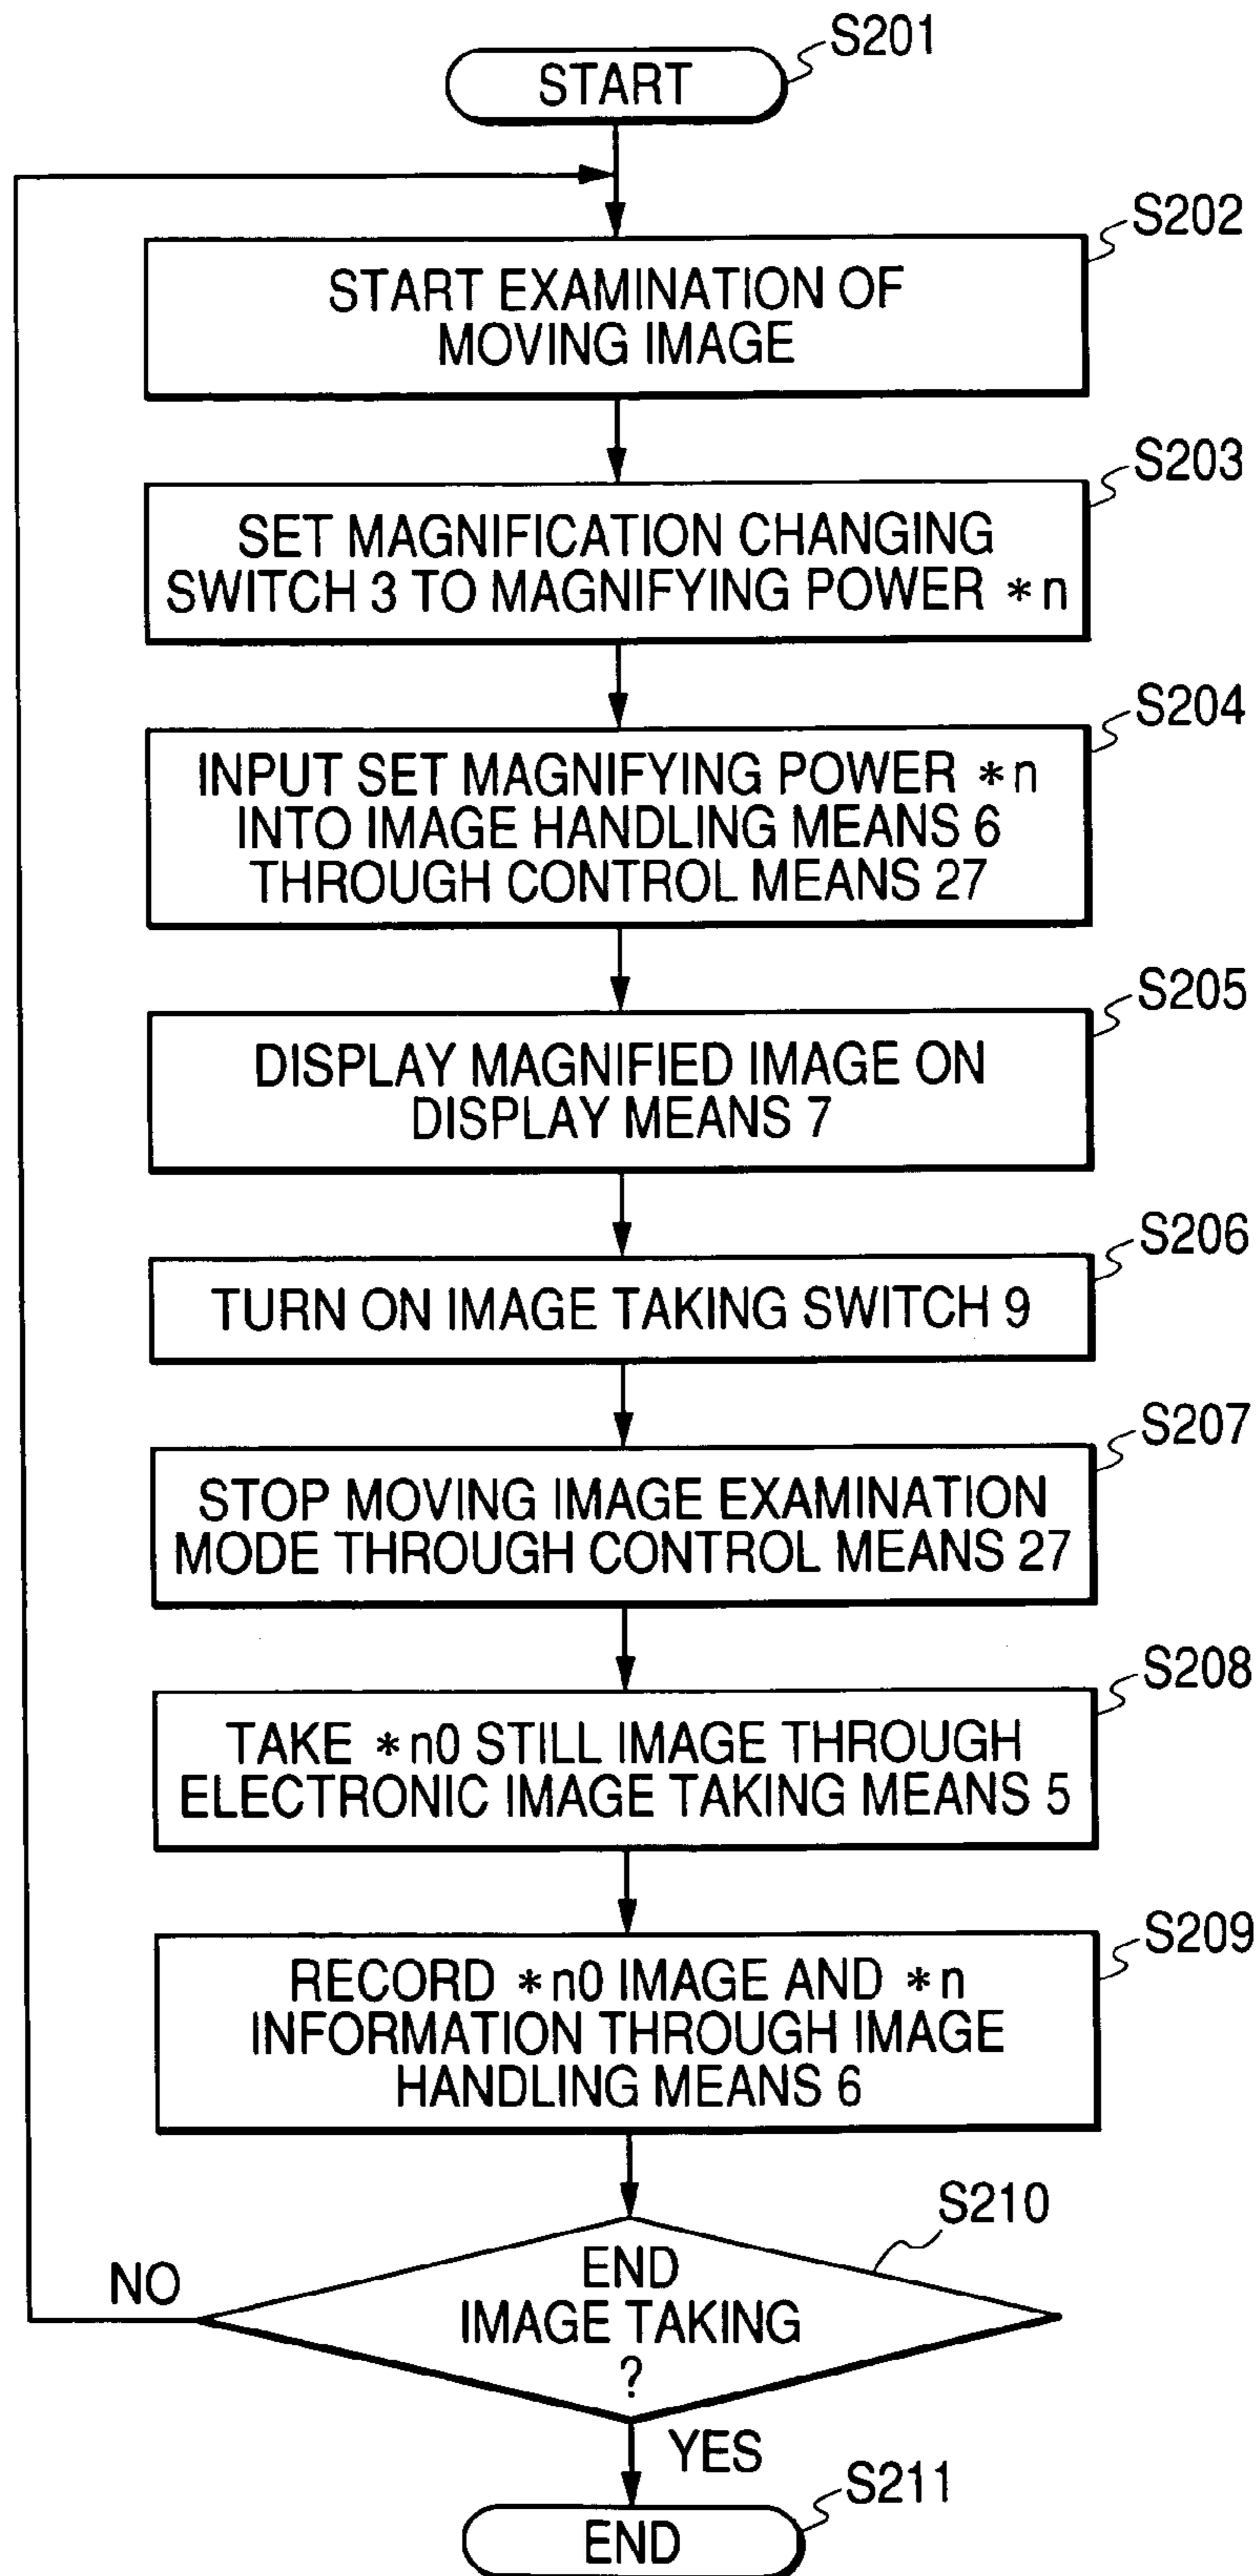 S201
START
S202
START EXAMINATION OF
MOVING IMAGE
S203
SET MAGNIFICATION CHANGING
SWITCH 3 TO MAGNIFYING POWER *n
S204
INPUT SET MAGNIFYING POWER *n
INTO IMAGE HANDLING MEANS 6
THROUGH CONTROL MEANS 27
S205
DISPLAY MAGNIFIED IMAGE ON
DISPLAY MEANS 7
S206
TURN ON IMAGE TAKING SWITCH 9
S207
STOP MOVING IMAGE EXAMINATION
MODE THROUGH CONTROL MEANS 27
S208
TAKE *n0 STILL IMAGE THROUGH
ELECTRONIC IMAGE TAKING MEANS 5
S209
RECORD *n0 IMAGE AND *n
INFORMATION THROUGH IMAGE
HANDLING MEANS 6
S210
END
IMAGE TAKING
?
NO
YES
S211
END